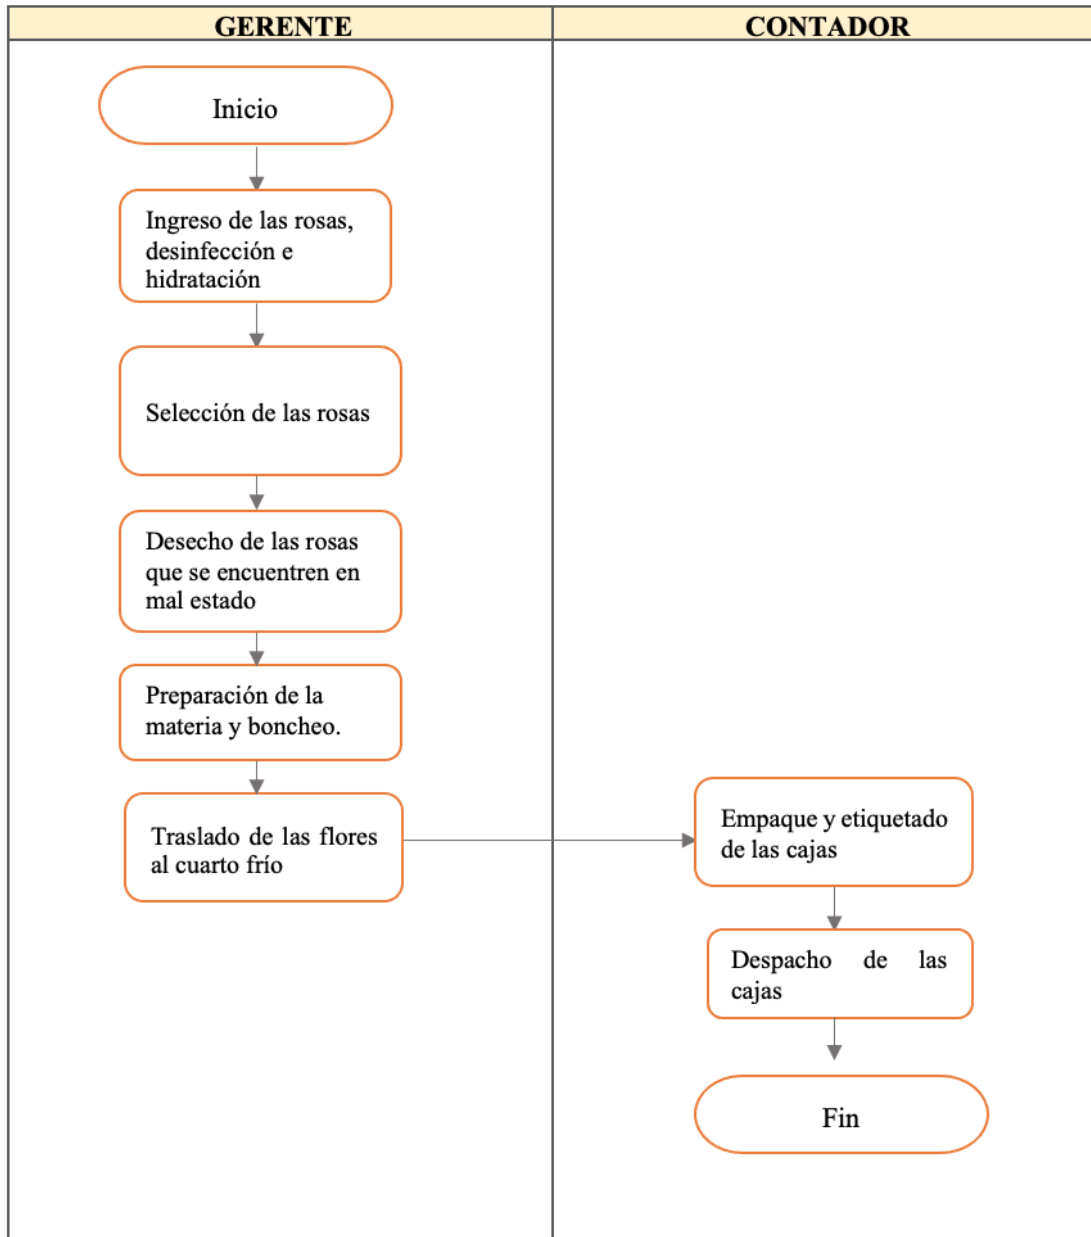 GERENTE
CONTADOR
Inicio
Ingreso de las rosas,
desinfección e
hidratación
Selección de las rosas
Desecho de las rosas
que se encuentren en
mal estado
Preparación de la
materia y boncheo.
Traslado de las flores
al cuarto frío
Empaque y etiquetado
de las cajas
Despacho de las
cajas
Fin